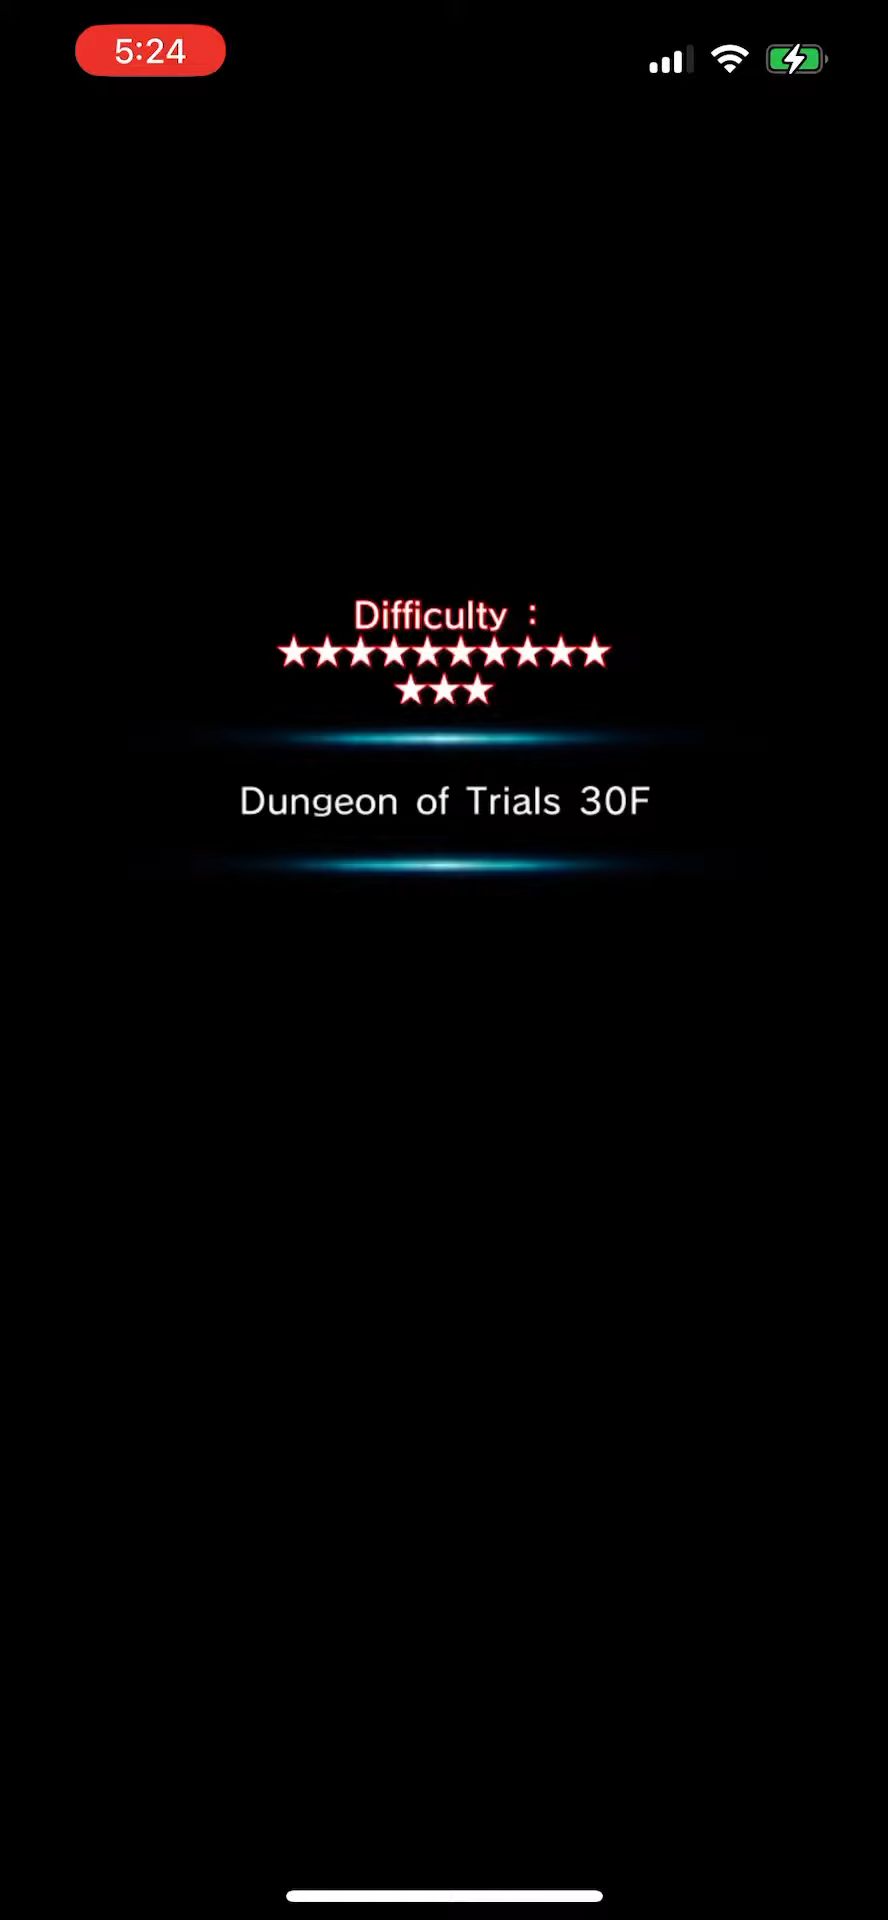 5:24
Difficulty :
★★★★★★★★★★
★★★
Dungeon of Trials 30F